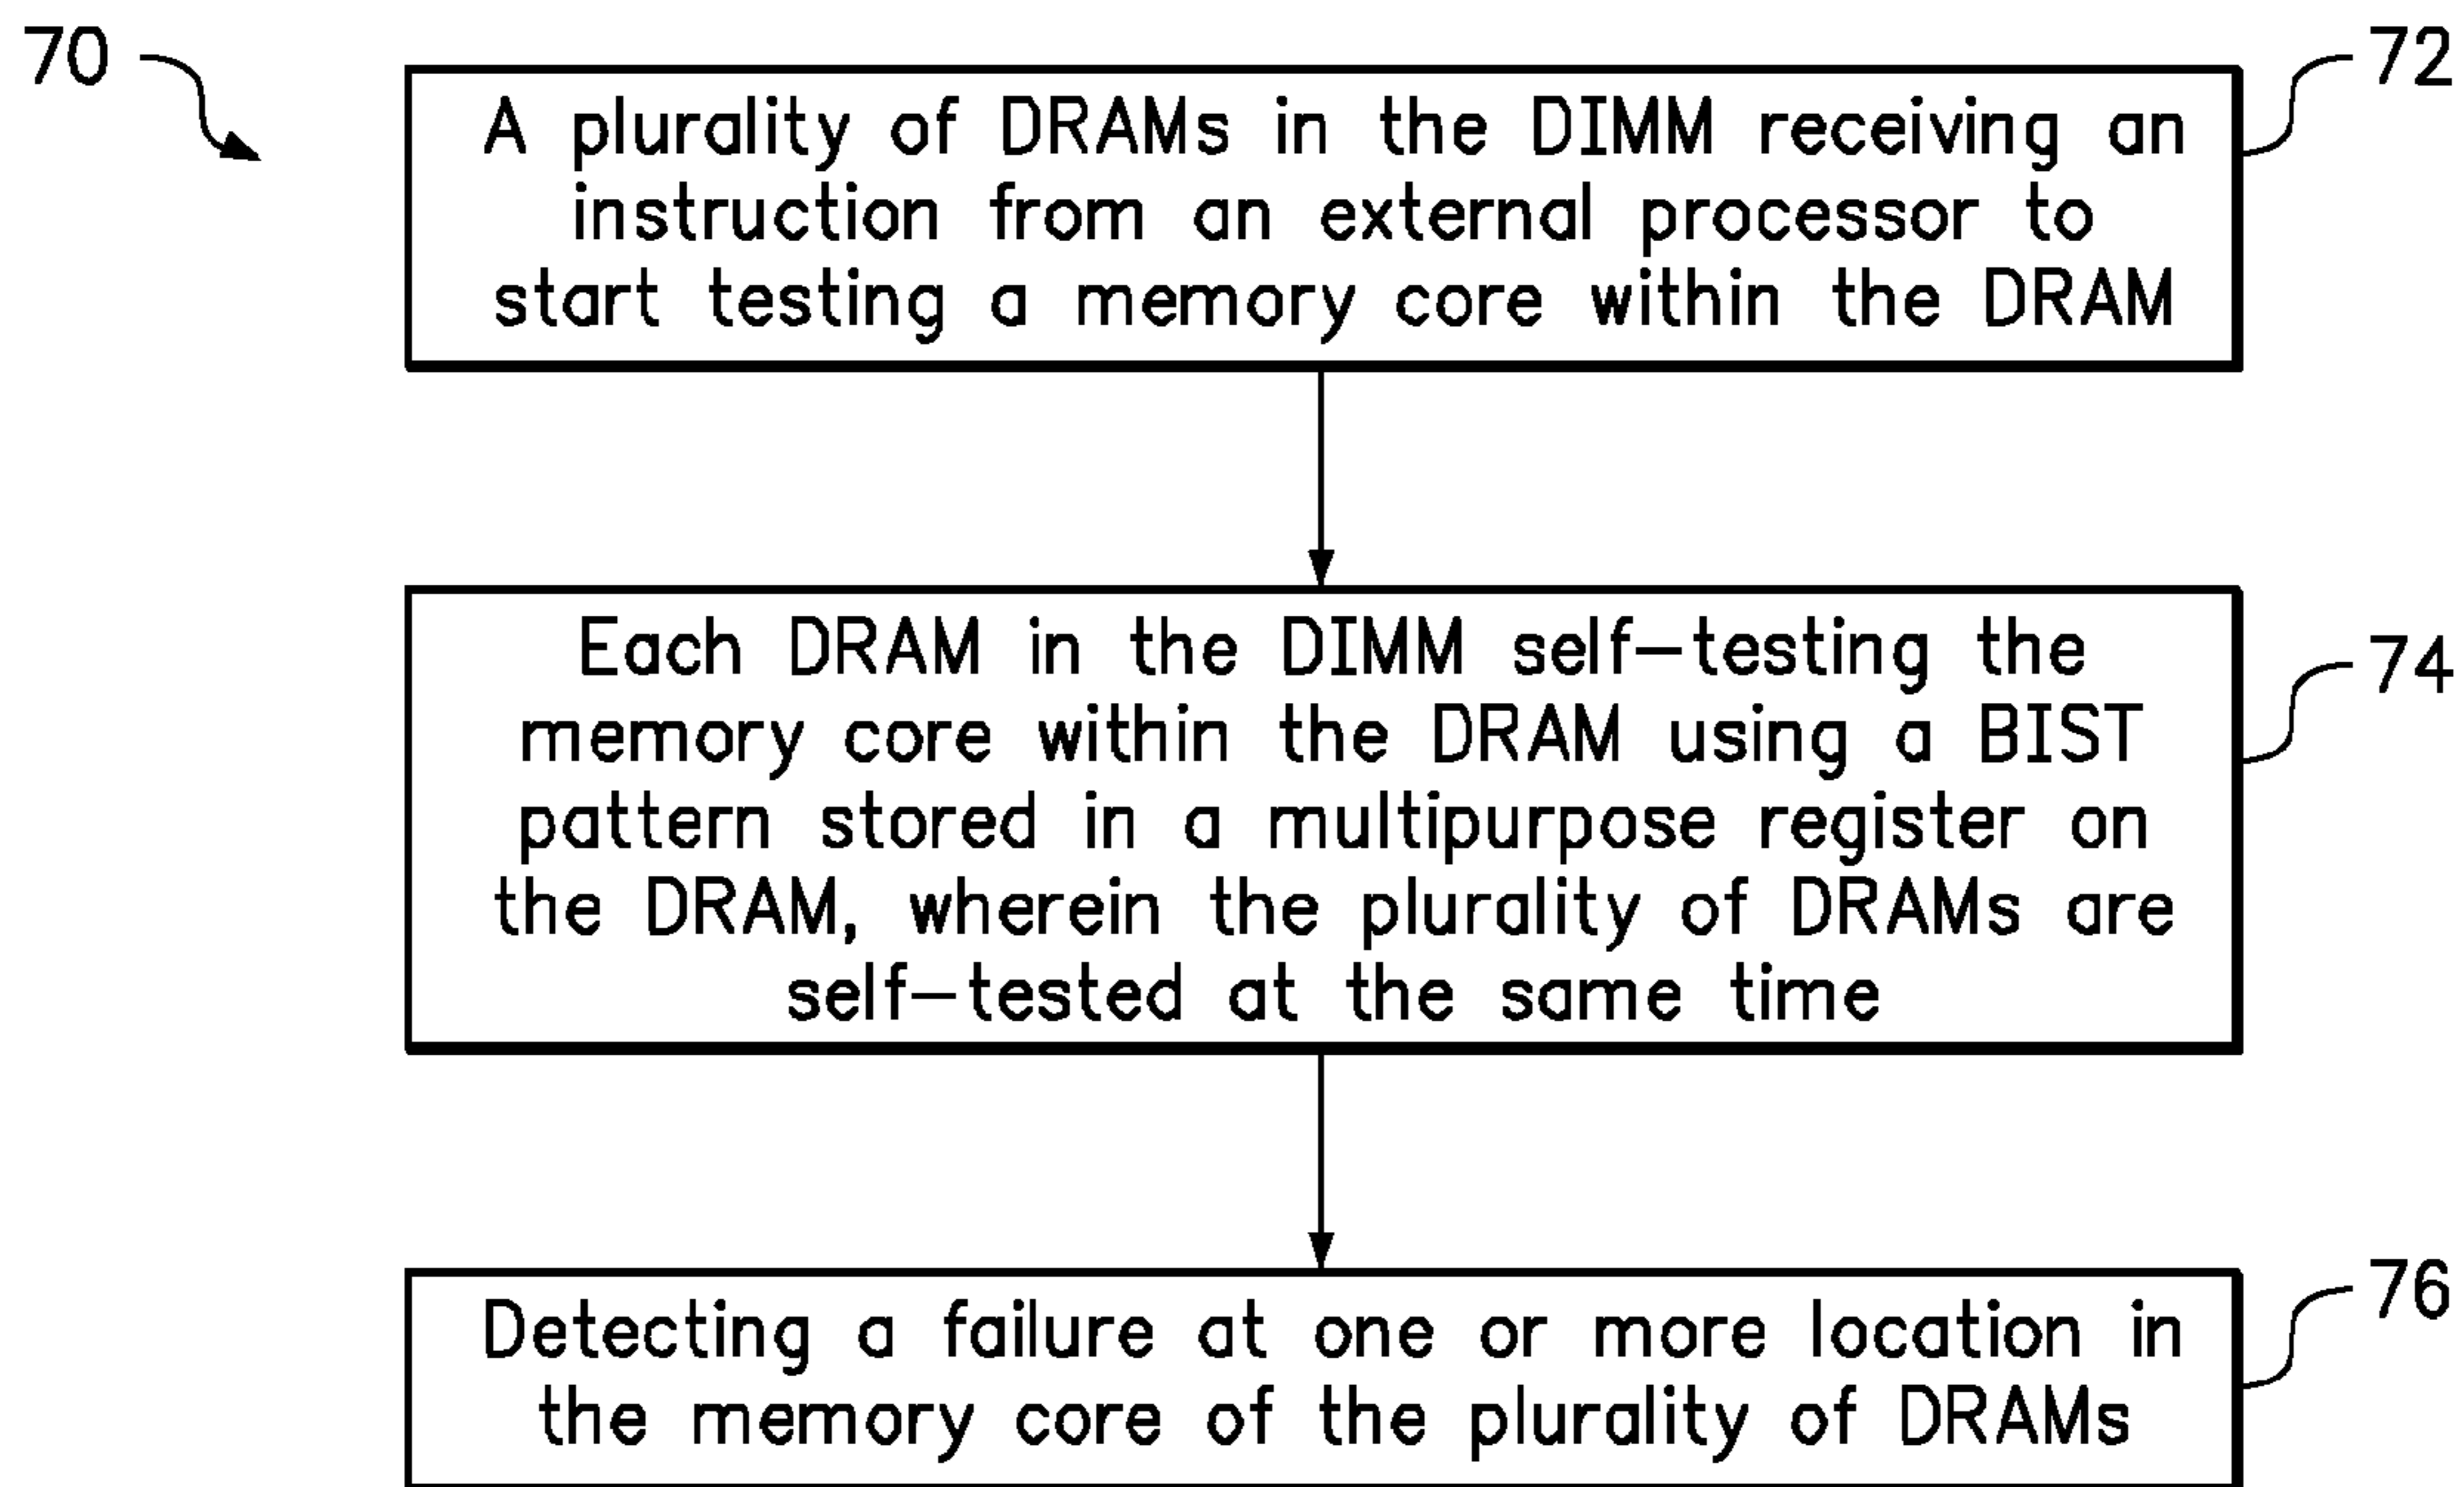 70
72
A plurality of DRAMs in the DIMM receiving an
instruction from an external processor to
start testing a memory core within the DRAM
74
Each DRAM in the DIMM self–testing the
memory core within the DRAM using a BIST
pattern stored in a multipurpose register on
the DRAM, wherein the plurality of DRAMs are
self–tested at the same time
76
Detecting a failure at one or more location in
the memory core of the plurality of DRAMs